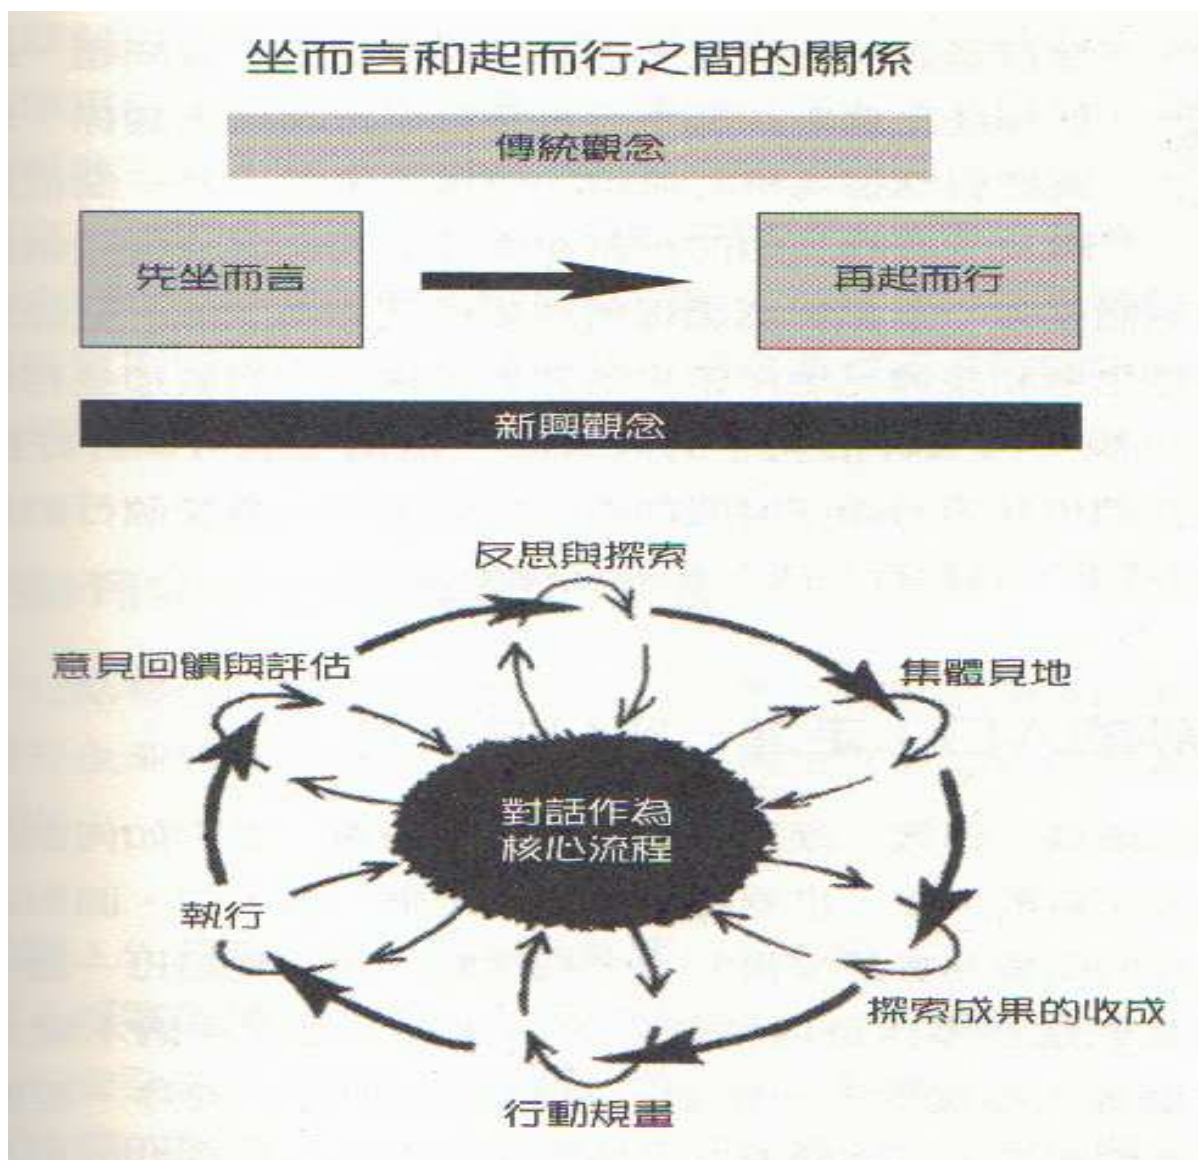 坐而言和起而行之間的關係
傳統觀念
先坐而言
再起而行
新興觀念
反思與探索
意見回饋與評估
集體見地
對話作為
核心流程
執行
探索成果的收成
行動規畫